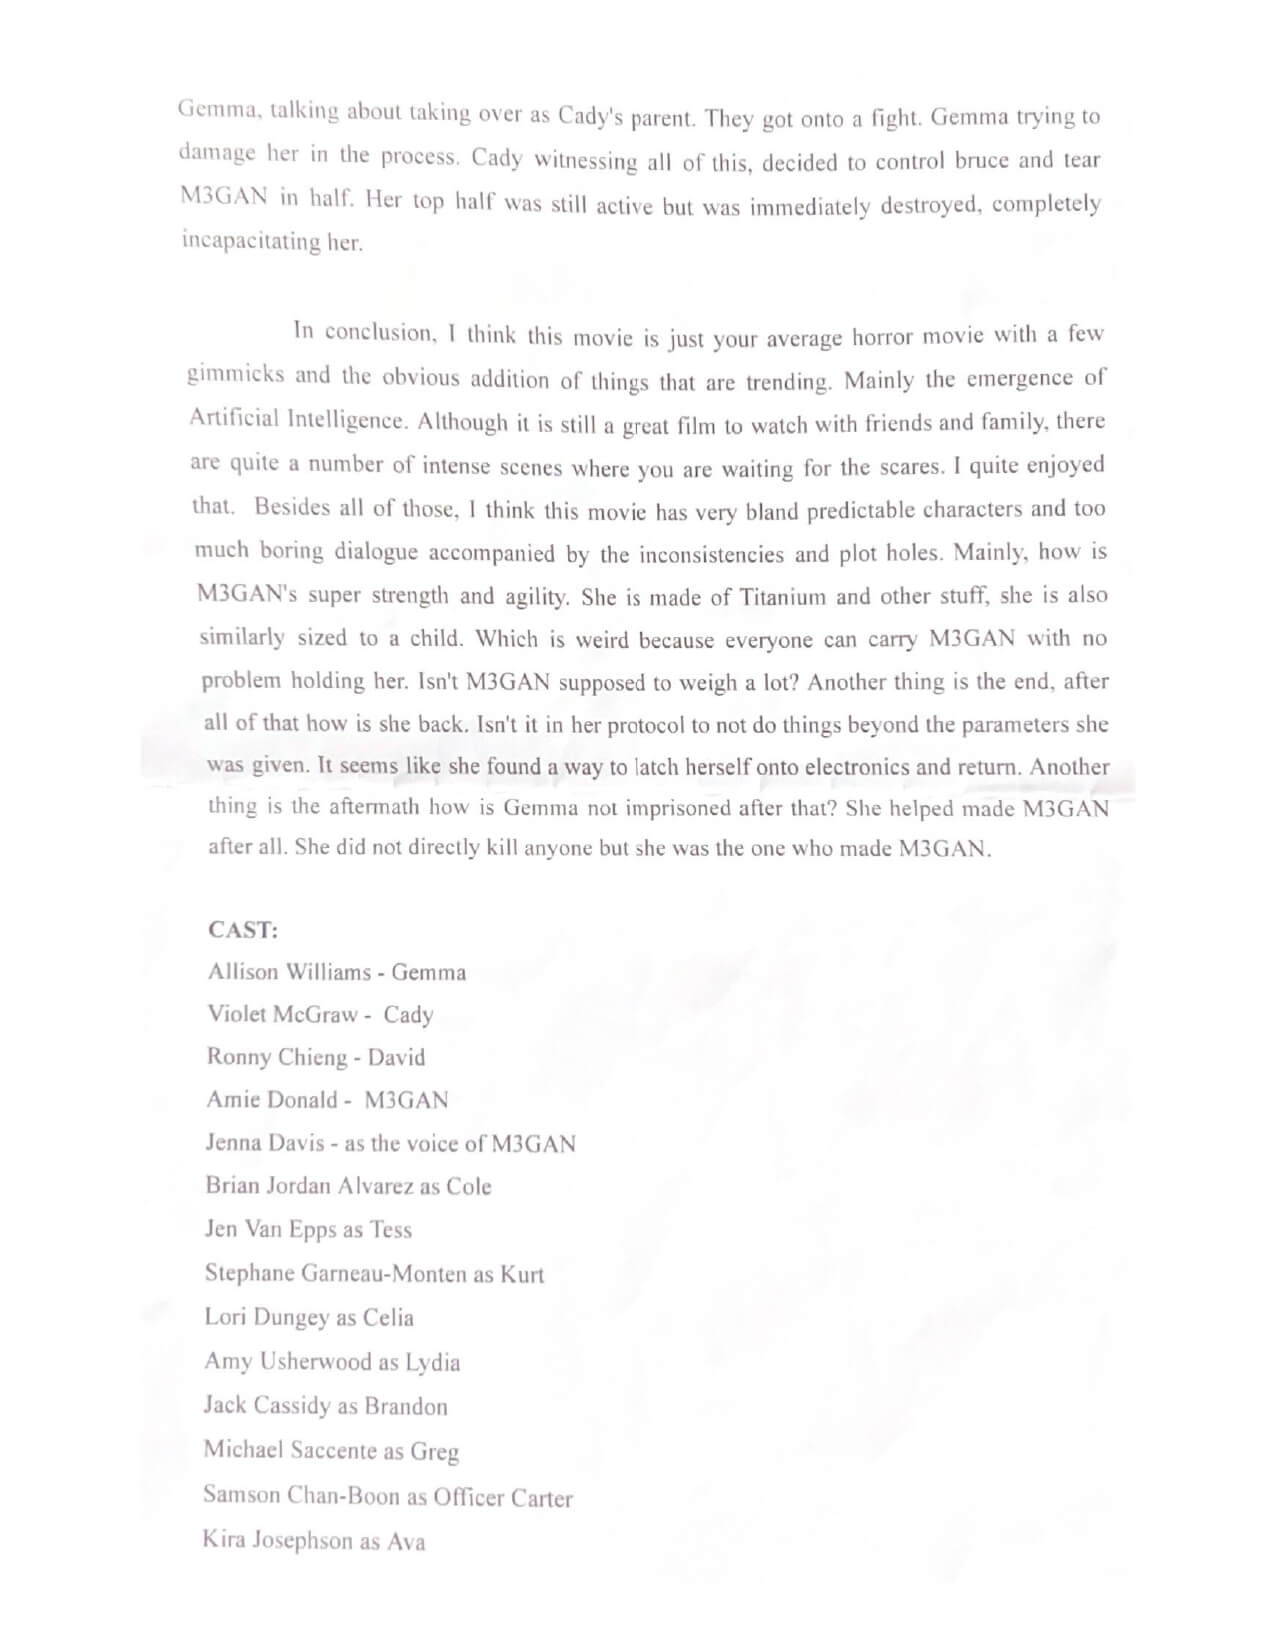 Gemma, talking about taking over as Cady's parent. They got onto a fight. Gemma trying to
damage her in the process. Cady witnessing all of this, decided to control bruce and tear
M3GAN in half. Her top half was still active but was immediately destroyed, completely
incapacitating her.
In conclusion, I think this movie is just your average horror movie with a few
gimmicks and the obvious addition of things that are trending. Mainly the emergence of
Artificial Intelligence. Although it is still a great film to watch with friends and family, there
are quite a number of intense scenes where you are waiting for the scares. I quite enjoyed
that. Besides all of those, I think this movie has very bland predictable characters and too
much boring dialogue accompanied by the inconsistencies and plot holes. Mainly, how is
M3GAN's super strength and agility. She is made of Titanium and other stuff, she is also
similarly sized to a child. Which is weird because everyone can carry M3GAN with no
problem holding her. Isn't M3GAN supposed to weigh a lot? Another thing is the end, after
all of that how is she back. Isn't it in her protocol to not do things beyond the parameters she
was given. It seems like she found a way to latch herself onto electronics and return. Another
thing is the aftermath how is Gemma not imprisoned after that? She helped made M3GAN
after all. She did not directly kill anyone but she was the one who made M3GAN.
CAST:
Allison Williams - Gemma
Violet McGraw - Cady
Ronny Chieng - David
Amie Donald - M3GAN
Jenna Davis - as the voice of M3GAN
Brian Jordan Alvarez as Cole
Jen Van Epps as Tess
Stephane Garneau-Monten as Kurt
Lori Dungey as Celia
Amy Usherwood as Lydia
Jack Cassidy as Brandon
Michael Saccente as Greg
Samson Chan-Boon as Officer Carter
Kira Josephson as Ava